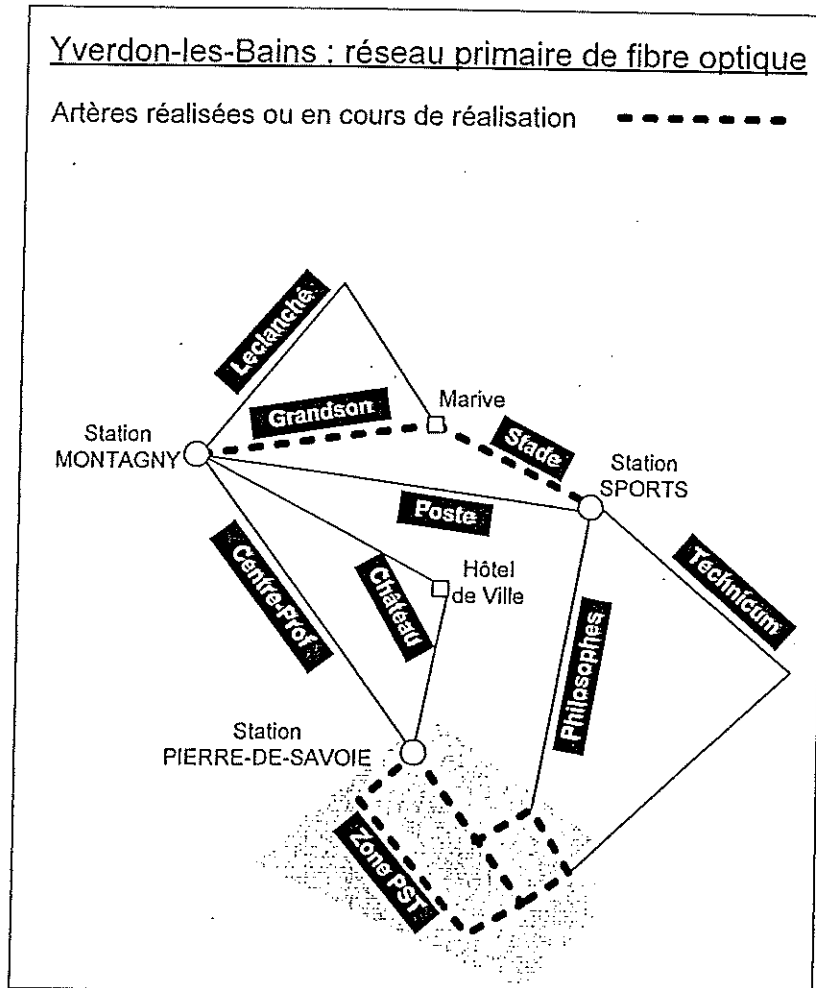 Yverdon-les-Bains : réseau primaire de fibre optique
Artères réalisées ou en cours de réalisation
Leclanché
Grandson
Marive
Station
MONTAGNY
Stade
Station
SPORTS
Poste
Technicum
Centre-Prof
Château
Hôtel
de Ville
Philosophes
Station
PIERRE-DE-SAVOIE
Zone PST